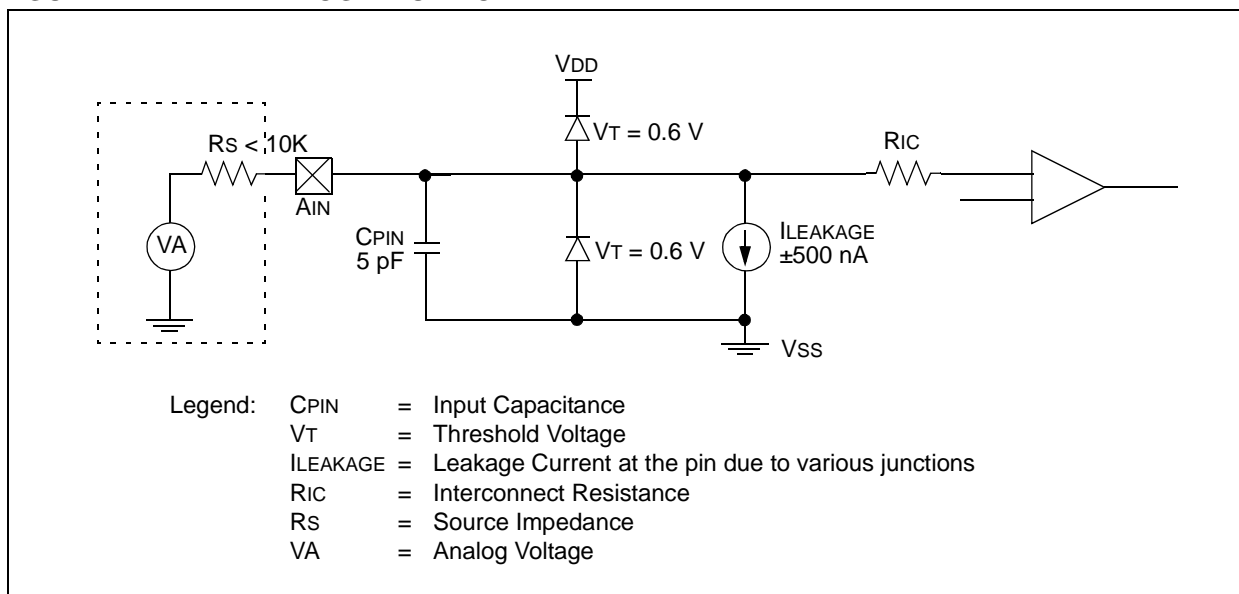 VDD
VT = 0.6 V
RS < 10K
RIC
AIN
VA
CPIN
5 pF
VT = 0.6 V
ILEAKAGE
±500 nA
VSS
Legend: CPIN = Input Capacitance
VT = Threshold Voltage
ILEAKAGE = Leakage Current at the pin due to various junctions
RIC = Interconnect Resistance
RS = Source Impedance
VA = Analog Voltage